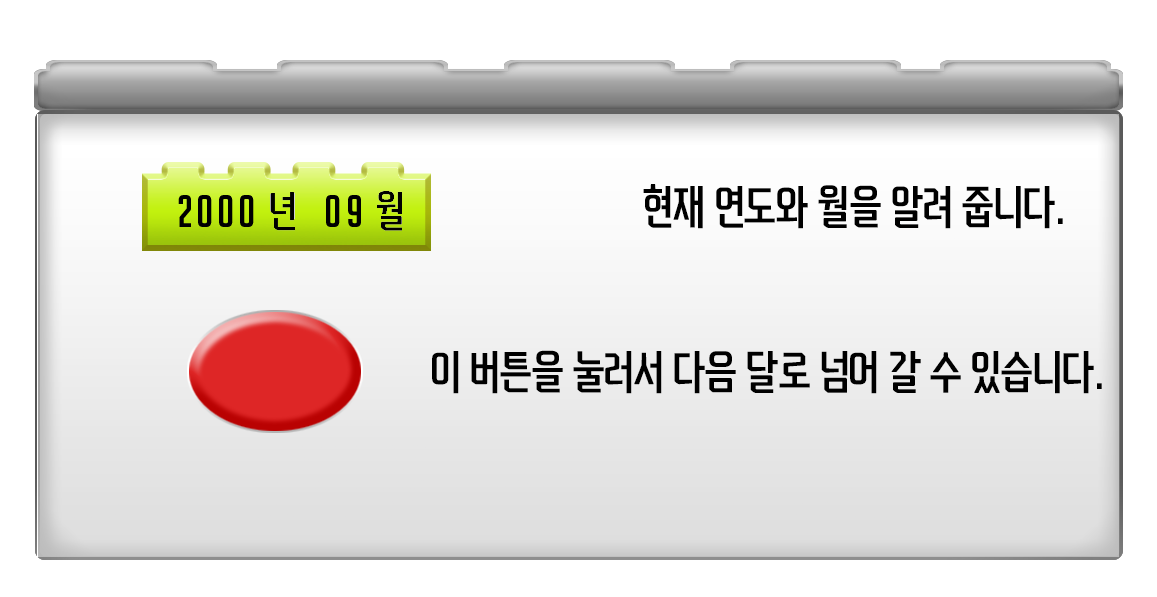 2000 년 09 월
현재 연도와 월을 알려 줍니다.
이 버튼을 눌러서 다음 달로 넘어 갈 수 있습니다.